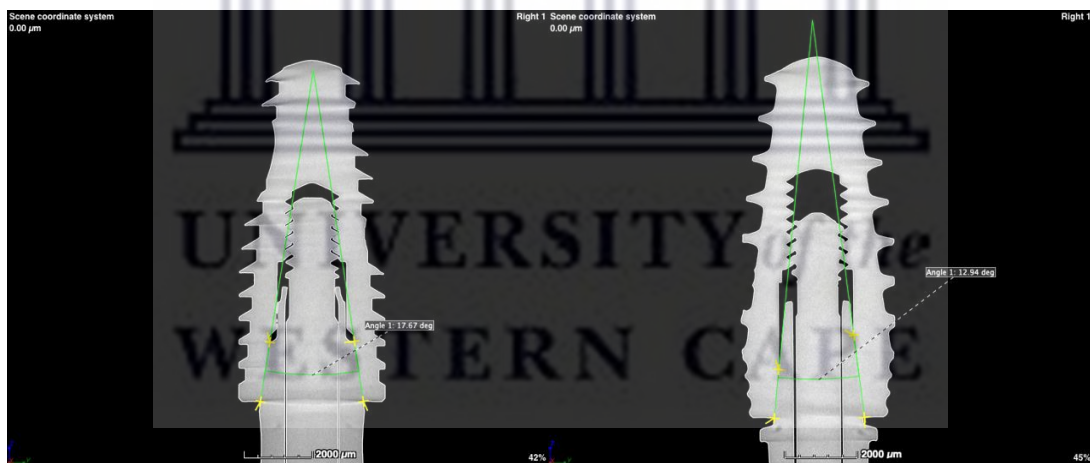 Scene coordinate system
0.00 µm
Right 1
Scene coordinate system
0.00 µm
Right 1
UNIVERSITY of the
WESTERN CAPE
Angle 1: 17.67 deg
Angle 1: 12.94 deg
2000 µm
42%
2000 µm
45%